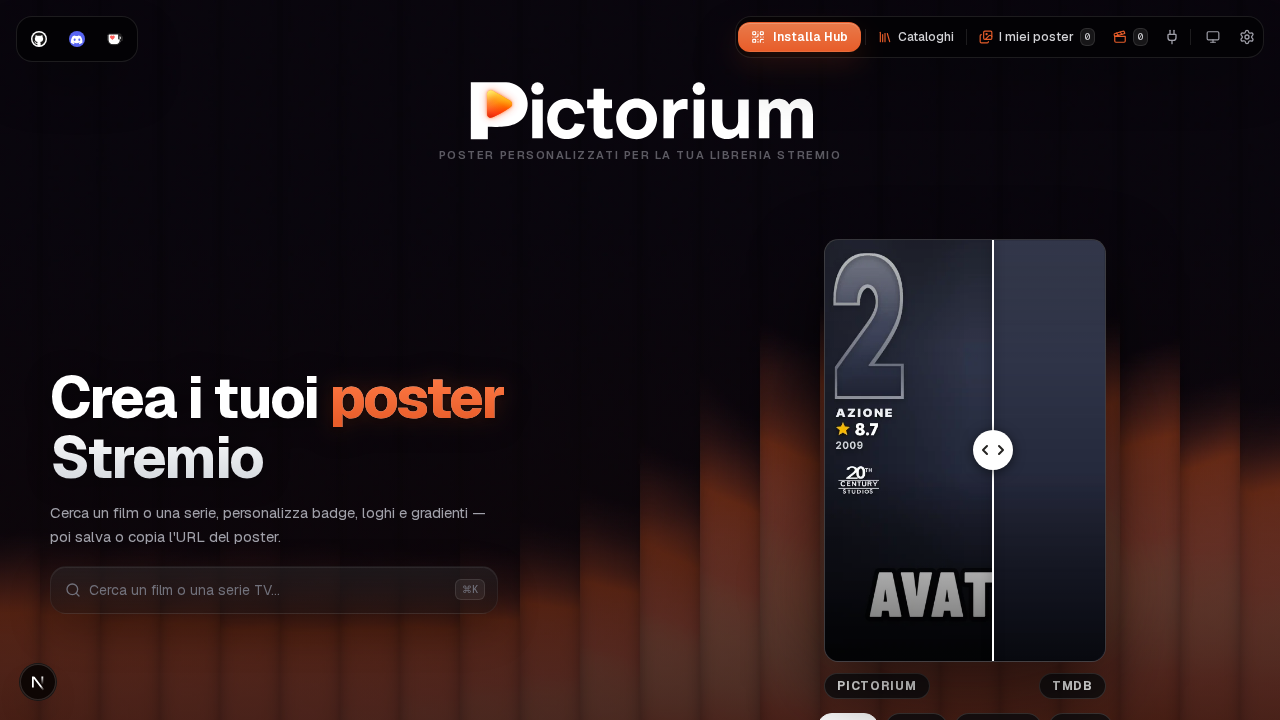 Installa Hub
Cataloghi
I miei poster 0
0
Pictorium
POSTER PERSONALIZZATI PER LA TUA LIBRERIA STREMIO
Crea i tuoi poster
Stremio
Cerca un film o una serie, personalizza badge, loghi e gradienti —
poi salva o copia l'URL del poster.
Cerca un film o una serie TV...
⌘K
N
2
AZIONE
8.7
2009
20TH
CENTURY
STUDIOS
AVAT
PICTORIUM
TMDB